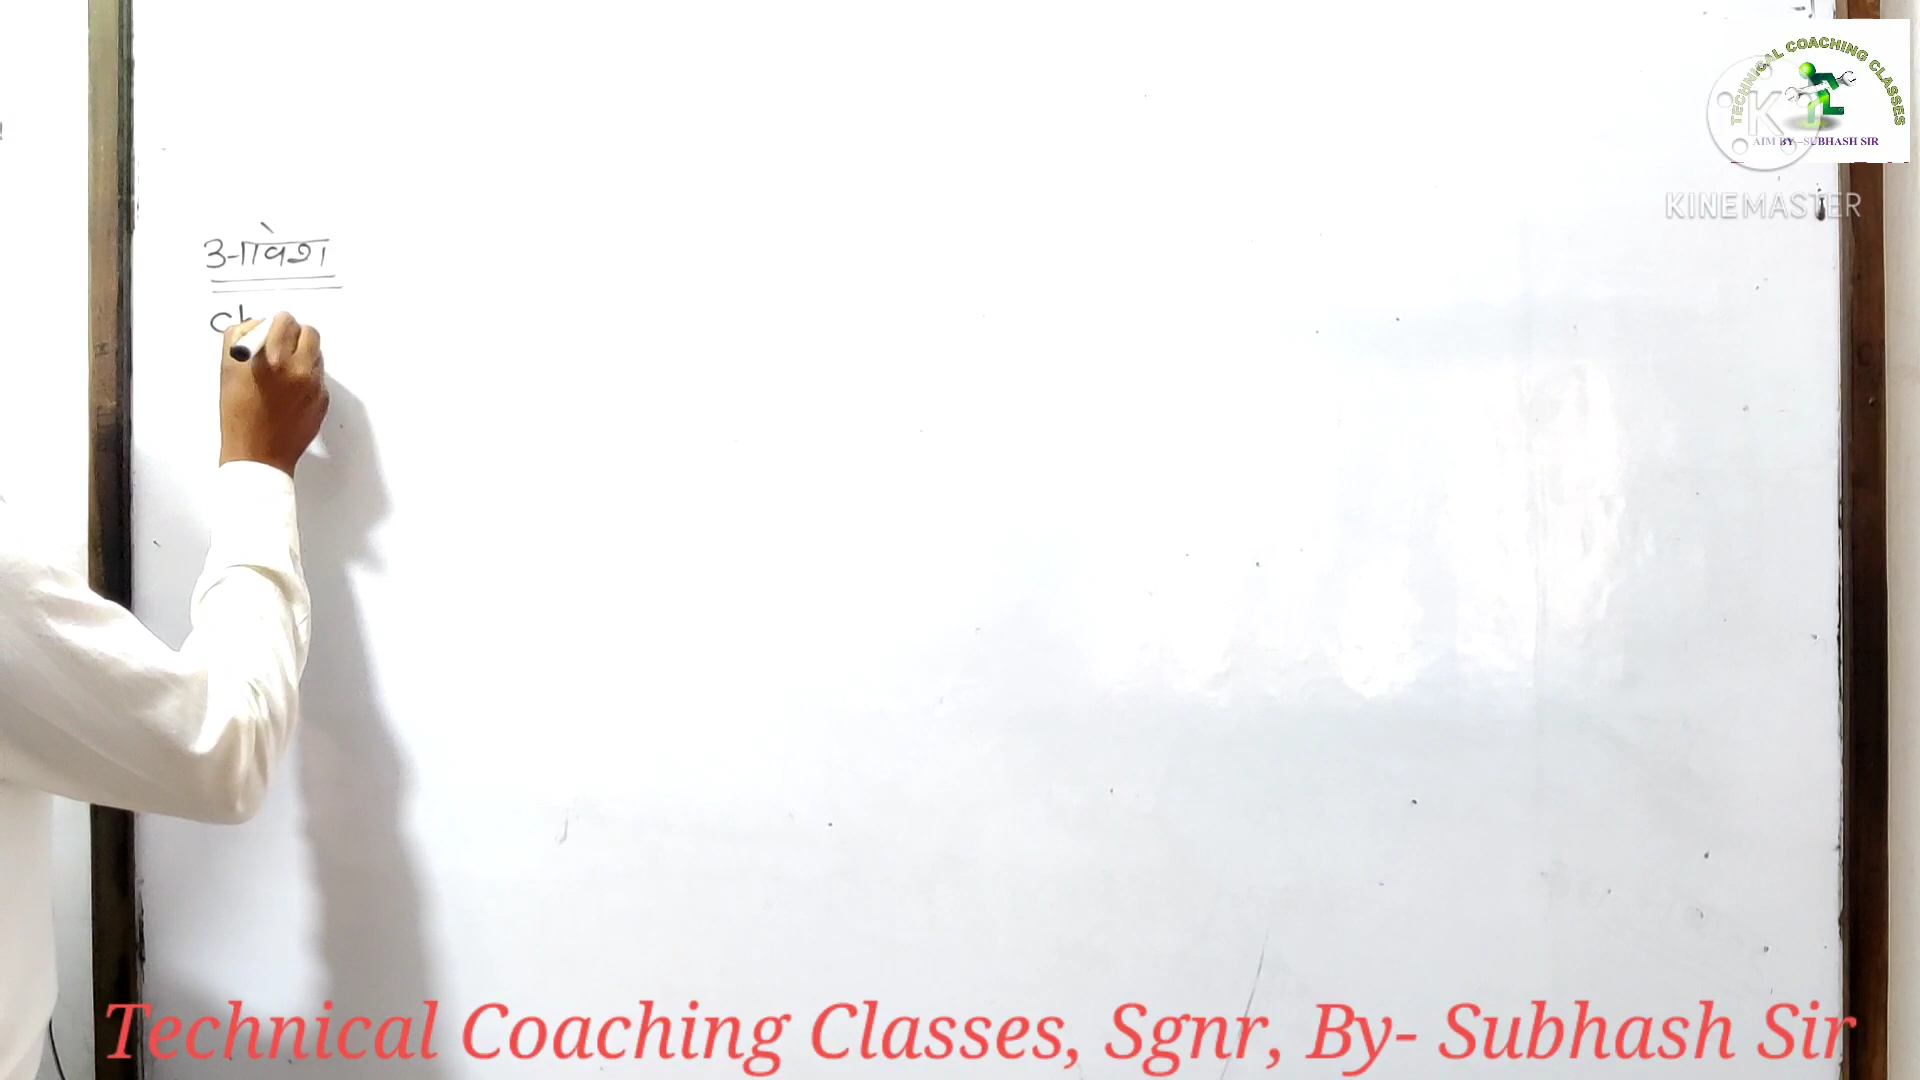 TECHNICAL COACHING CLASSES
AIM BY -SUBHASH SIR
KINEMASTER
आवेश
Technical Coaching Classes, Sgnr, By- Subhash Sir